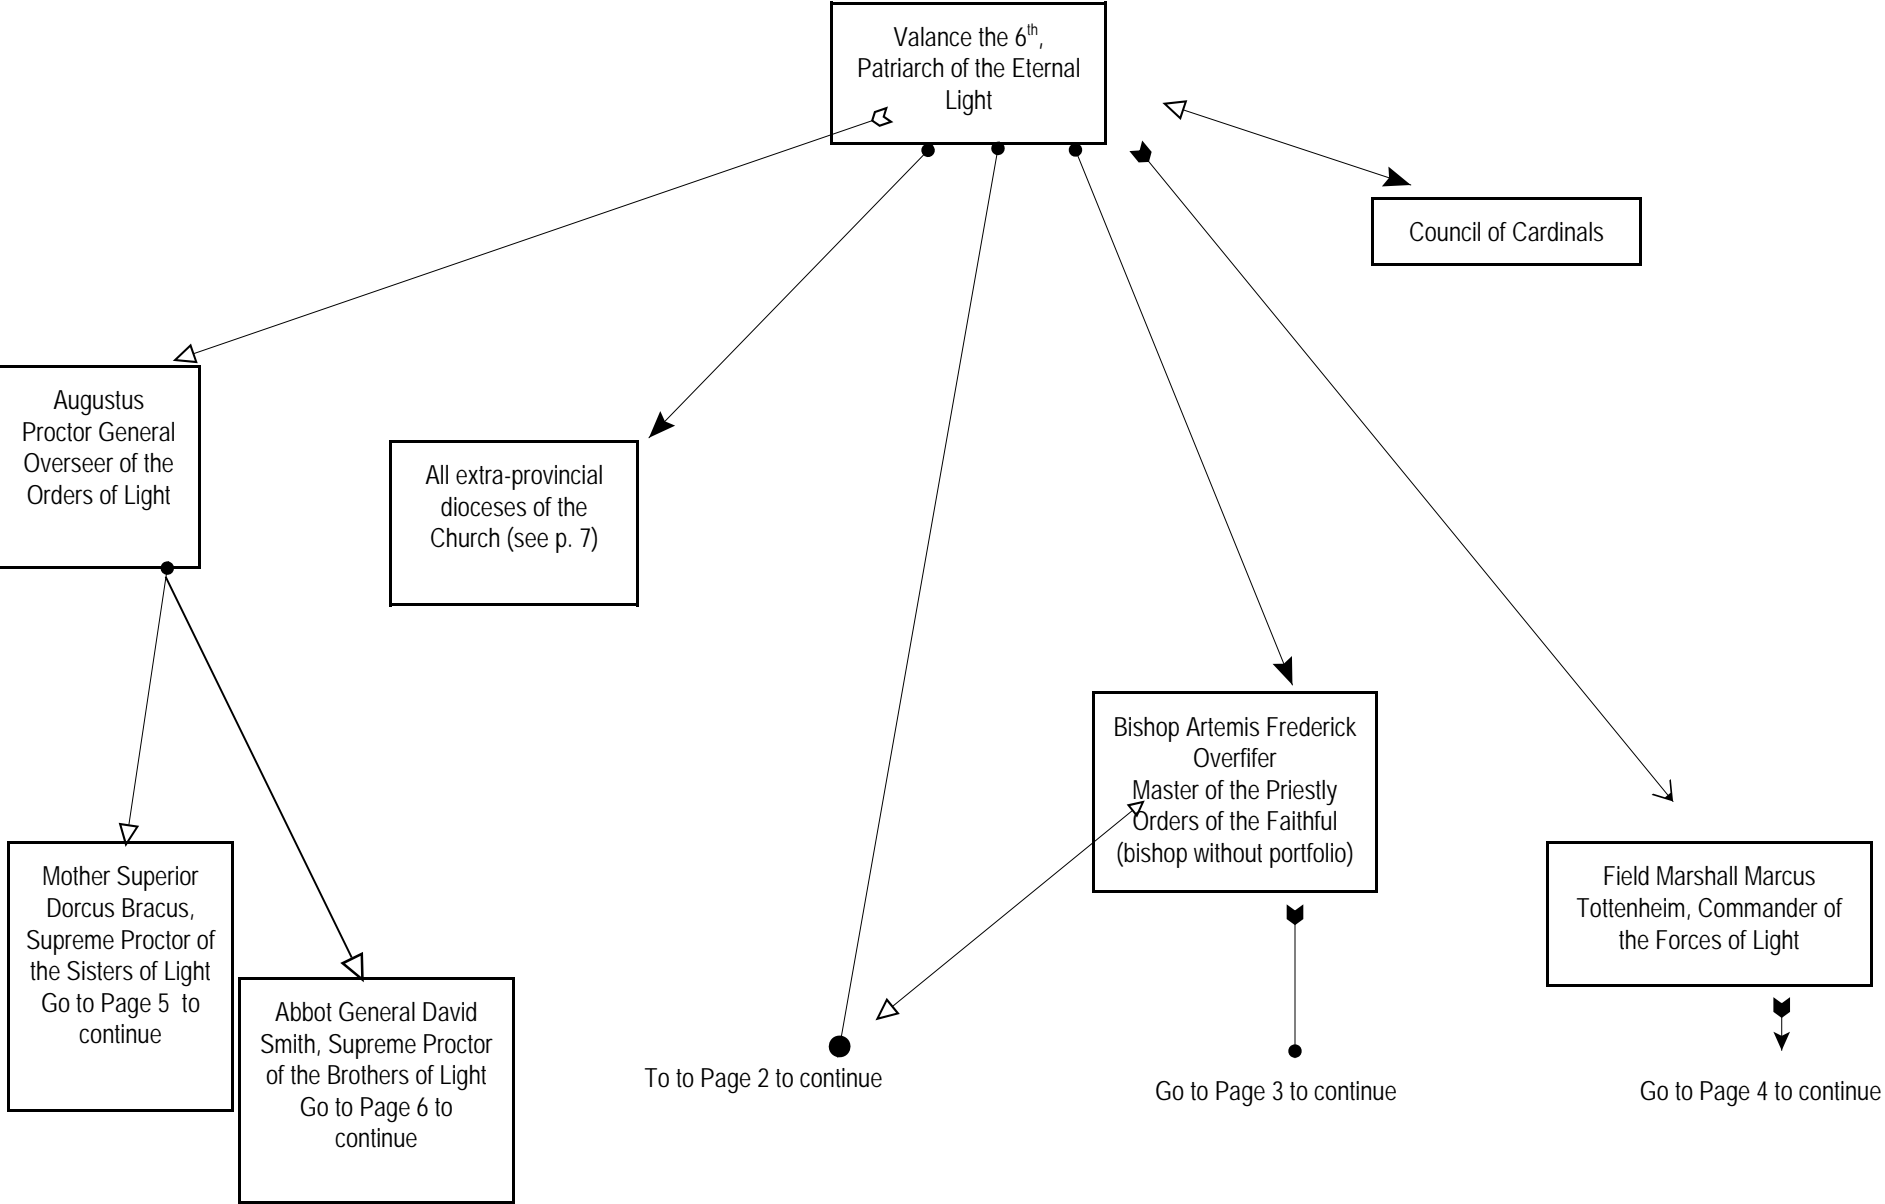 Valance the 6th,
Patriarch of the Eternal
Light
Council of Cardinals
Augustus
Proctor General
Overseer of the
Orders of Light
All extra-provincial
dioceses of the
Church (see p. 7)
Bishop Artemis Frederick
Overfifer
Master of the Priestly
Orders of the Faithful
(bishop without portfolio)
Field Marshall Marcus
Tottenheim, Commander of
the Forces of Light
Mother Superior
Dorcus Bracus,
Supreme Proctor of
the Sisters of Light
Go to Page 5 to
continue
Abbot General David
Smith, Supreme Proctor
of the Brothers of Light
Go to Page 6 to
continue
To to Page 2 to continue
Go to Page 3 to continue
Go to Page 4 to continue